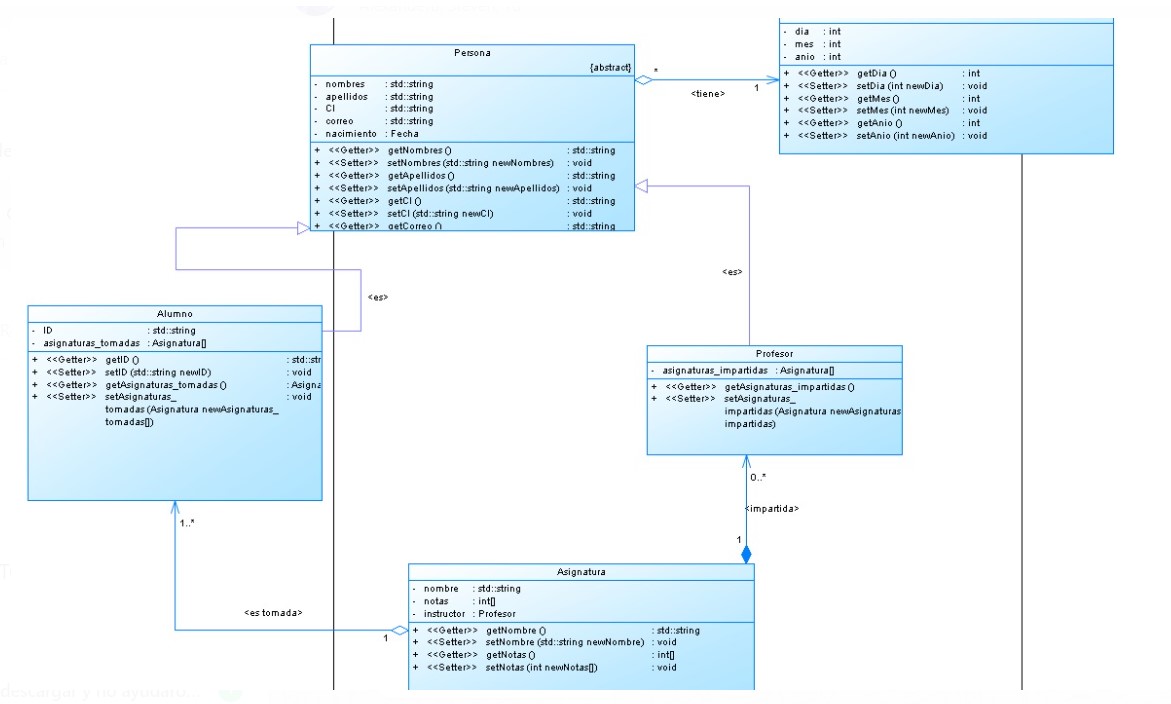 Persona
{abstract}
- nombres : std::string
- apellidos : std::string
- CI : std::string
- correo : std::string
- nacimiento : Fecha
+ <<Getter>> getNombres () : std::string
+ <<Setter>> setNombres (std::string newNombres) : void
+ <<Getter>> getApellidos () : std::string
+ <<Setter>> setApellidos (std::string newApellidos) : void
+ <<Getter>> getCI () : std::string
+ <<Setter>> setCI (std::string newCI) : void
+ <<Getter>> getCorreo () : std::string
*
<tiene>
1
- dia : int
- mes : int
- anio : int
+ <<Getter>> getDia () : int
+ <<Setter>> setDia (int newDia) : void
+ <<Getter>> getMes () : int
+ <<Setter>> setMes (int newMes) : void
+ <<Getter>> getAnio () : int
+ <<Setter>> setAnio (int newAnio) : void
<es>
<es>
Alumno
- ID : std::string
- asignaturas_tomadas : Asignatura[]
+ <<Getter>> getID () : std::str
+ <<Setter>> setID (std::string newID) : void
+ <<Getter>> getAsignaturas_tomadas () : Asigna
+ <<Setter>> setAsignaturas_ : void
tomadas (Asignatura newAsignaturas_
tomadas[])
Profesor
- asignaturas_impartidas : Asignatura[]
+ <<Getter>> getAsignaturas_impartidas ()
+ <<Setter>> setAsignaturas_
impartidas (Asignatura newAsignaturas
impartidas)
0..*
<impartida>
1
1..*
<es tomada>
1
Asignatura
- nombre : std::string
- notas : int[]
- instructor : Profesor
+ <<Getter>> getNombre () : std::string
+ <<Setter>> setNombre (std::string newNombre) : void
+ <<Getter>> getNotas () : int[]
+ <<Setter>> setNotas (int newNotas[]) : void